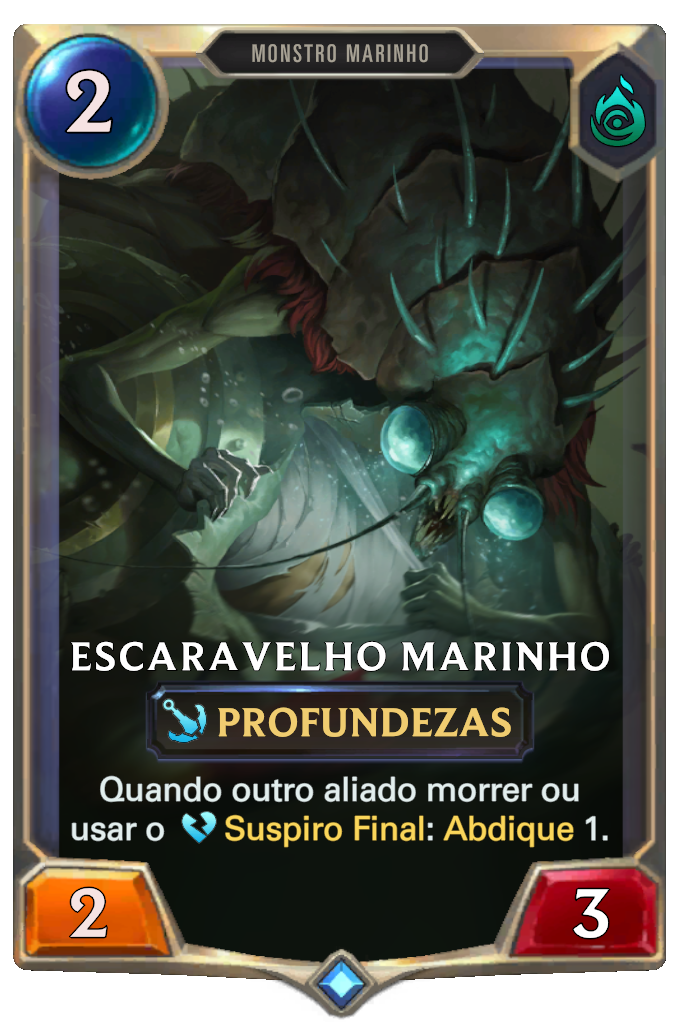 MONSTRO MARINHO
2
ESCARAVELHO MARINHO
PROFUNDEZAS
Quando outro aliado morrer ou
usar o Suspiro Final: Abdique 1.
2
3